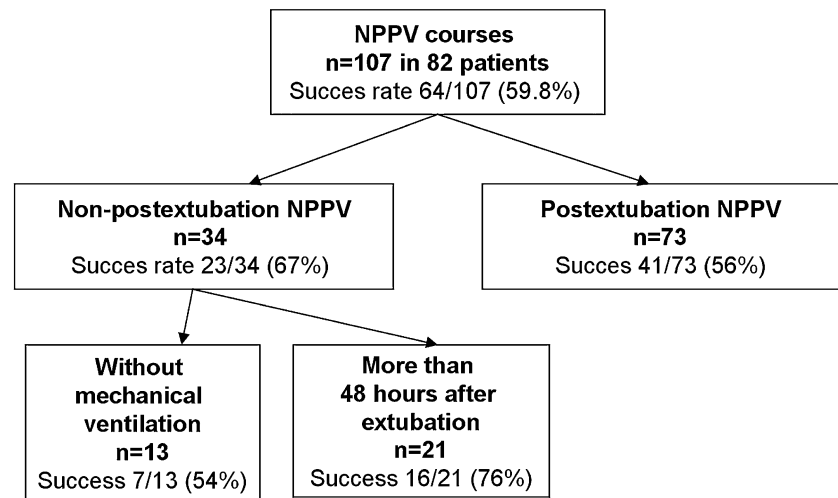 NPPV courses
n=107 in 82 patients
Succes rate 64/107 (59.8%)
Non-postextubation NPPV
n=34
Succes rate 23/34 (67%)
Postextubation NPPV
n=73
Succes 41/73 (56%)
Without
mechanical
ventilation
n=13
Success 7/13 (54%)
More than
48 hours after
extubation
n=21
Success 16/21 (76%)